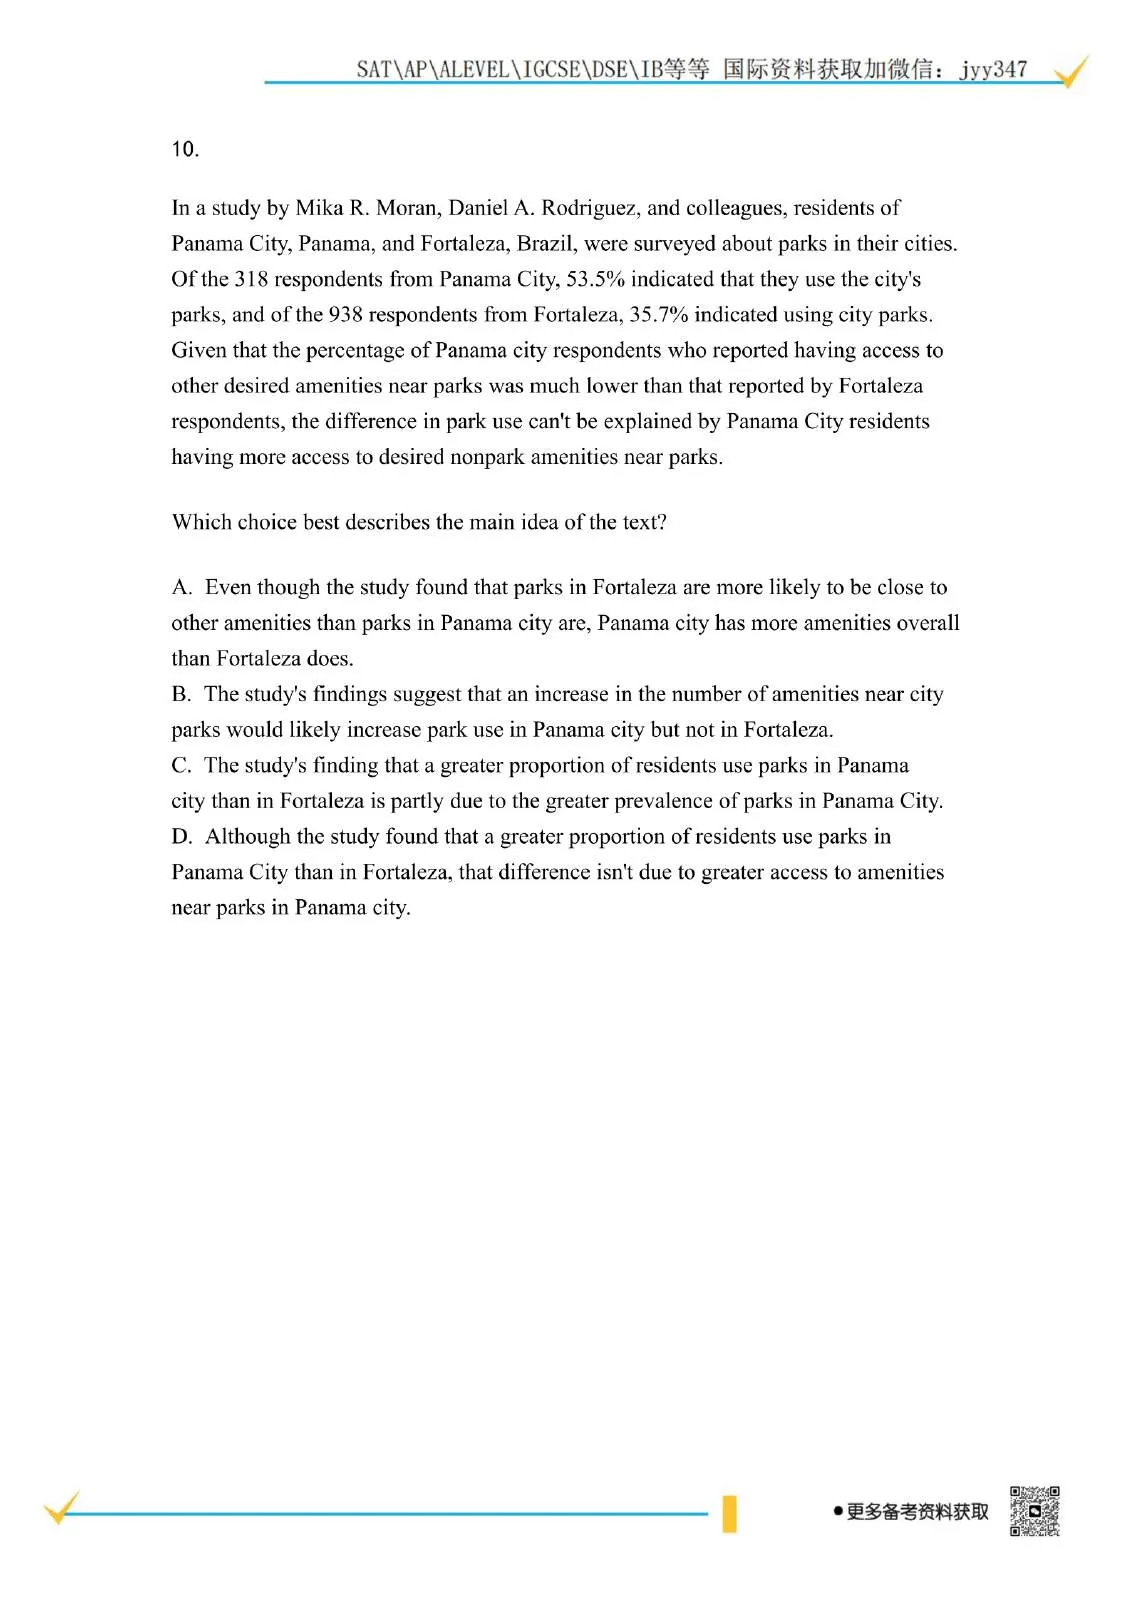 SAT\AP\ALEVEL\IGCSE\DSE\IB等等 国际资料获取加微信：jyy347
10.
In a study by Mika R. Moran, Daniel A. Rodriguez, and colleagues, residents of
Panama City, Panama, and Fortaleza, Brazil, were surveyed about parks in their cities.
Of the 318 respondents from Panama City, 53.5% indicated that they use the city's
parks, and of the 938 respondents from Fortaleza, 35.7% indicated using city parks.
Given that the percentage of Panama city respondents who reported having access to
other desired amenities near parks was much lower than that reported by Fortaleza
respondents, the difference in park use can't be explained by Panama City residents
having more access to desired nonpark amenities near parks.
Which choice best describes the main idea of the text?
A. Even though the study found that parks in Fortaleza are more likely to be close to
other amenities than parks in Panama city are, Panama city has more amenities overall
than Fortaleza does.
B. The study's findings suggest that an increase in the number of amenities near city
parks would likely increase park use in Panama city but not in Fortaleza.
C. The study's finding that a greater proportion of residents use parks in Panama
city than in Fortaleza is partly due to the greater prevalence of parks in Panama City.
D. Although the study found that a greater proportion of residents use parks in
Panama City than in Fortaleza, that difference isn't due to greater access to amenities
near parks in Panama city.
●更多备考资料获取